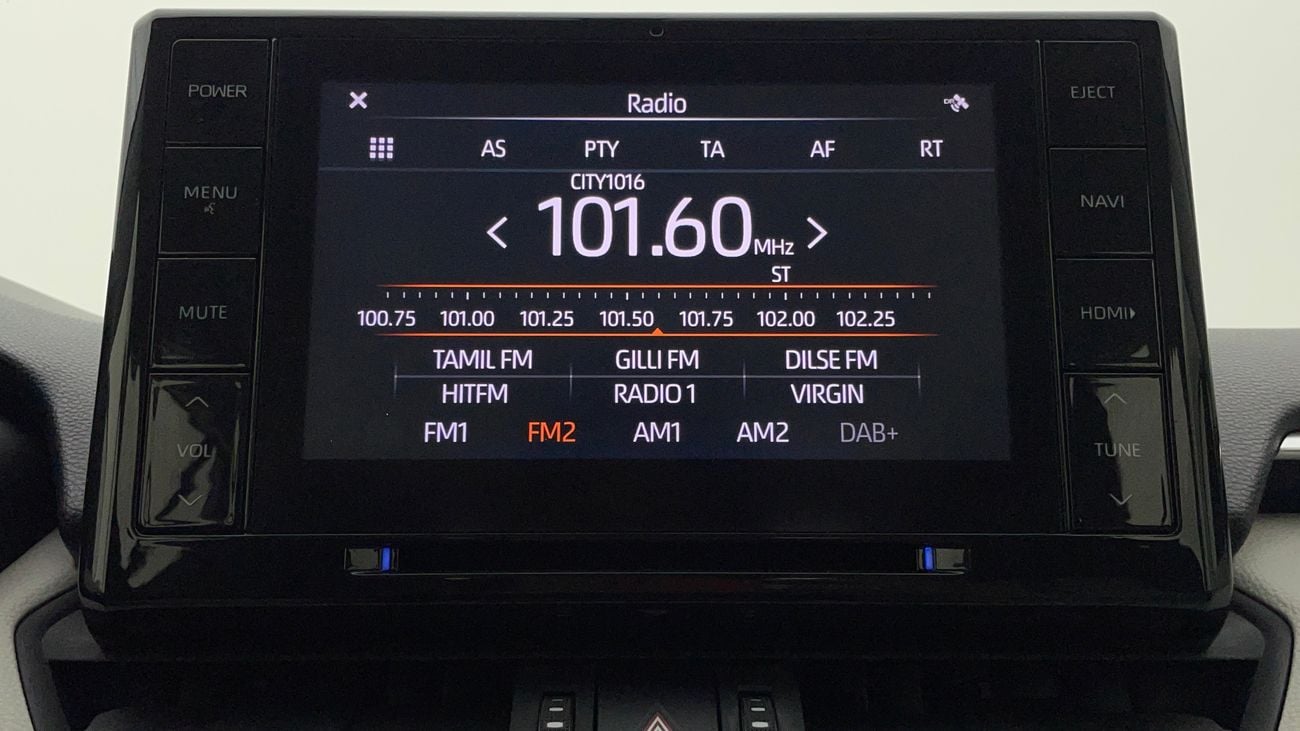 POWER
MENU
MUTE
VOL
Radio
AS PTY TA AF RT
CITY1016
101.60 MHz
ST
100.75 101.00 101.25 101.50 101.75 102.00 102.25
TAMIL FM GILLI FM DILSE FM
HITFM RADIO 1 VIRGIN
FM1 FM2 AM1 AM2 DAB+
EJECT
NAVI
HDMI
TUNE